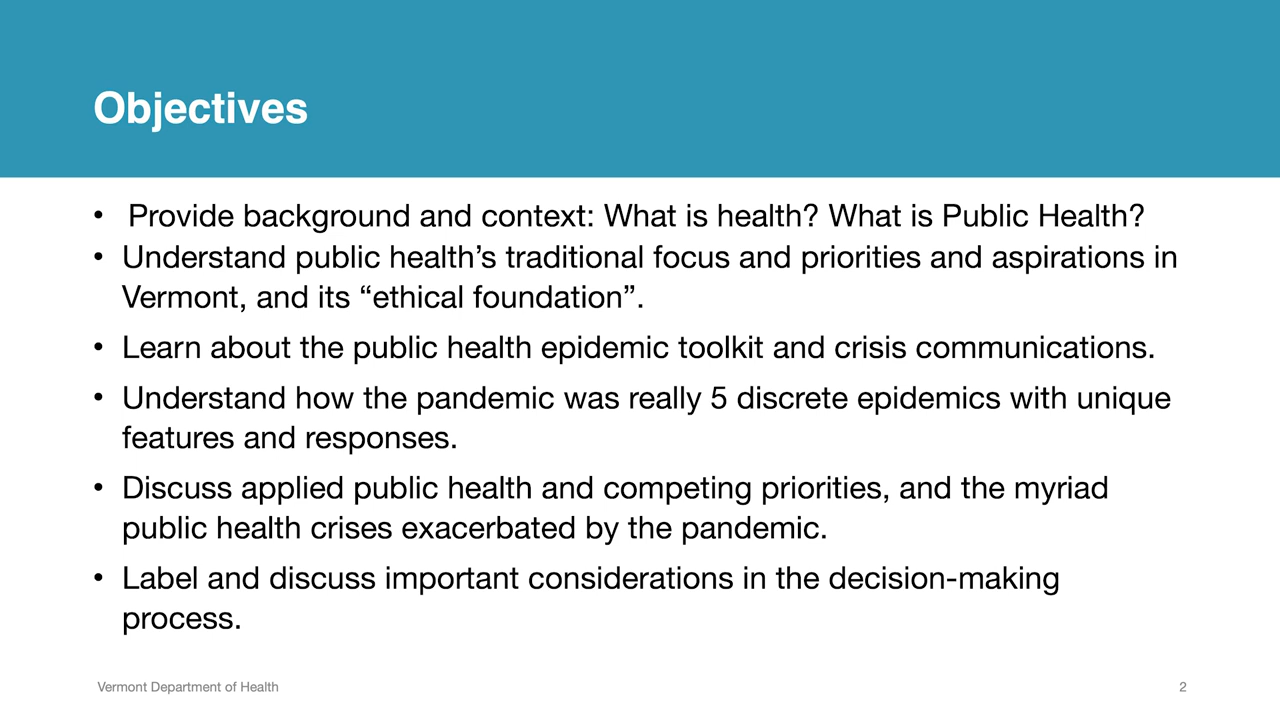 Objectives
• Provide background and context: What is health? What is Public Health?
• Understand public health’s traditional focus and priorities and aspirations in
Vermont, and its “ethical foundation”.
• Learn about the public health epidemic toolkit and crisis communications.
• Understand how the pandemic was really 5 discrete epidemics with unique
features and responses.
• Discuss applied public health and competing priorities, and the myriad
public health crises exacerbated by the pandemic.
• Label and discuss important considerations in the decision-making
process.
Vermont Department of Health
2